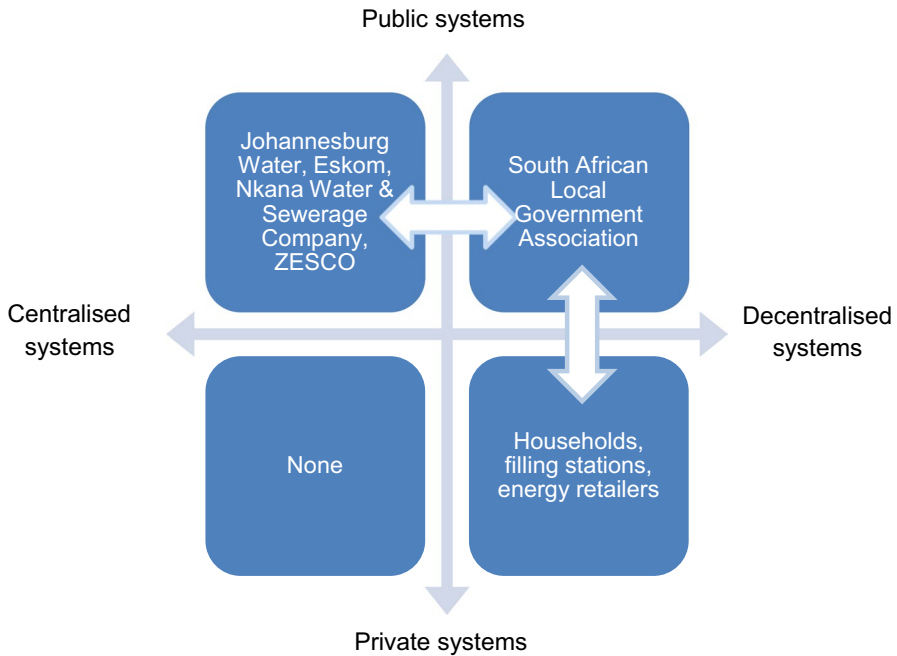 Public systems
Johannesburg
Water, Eskom,
Nkana Water &
Sewerage
Company,
ZESCO
South African
Local
Government
Association
Centralised
systems
Decentralised
systems
None
Households,
filling stations,
energy retailers
Private systems